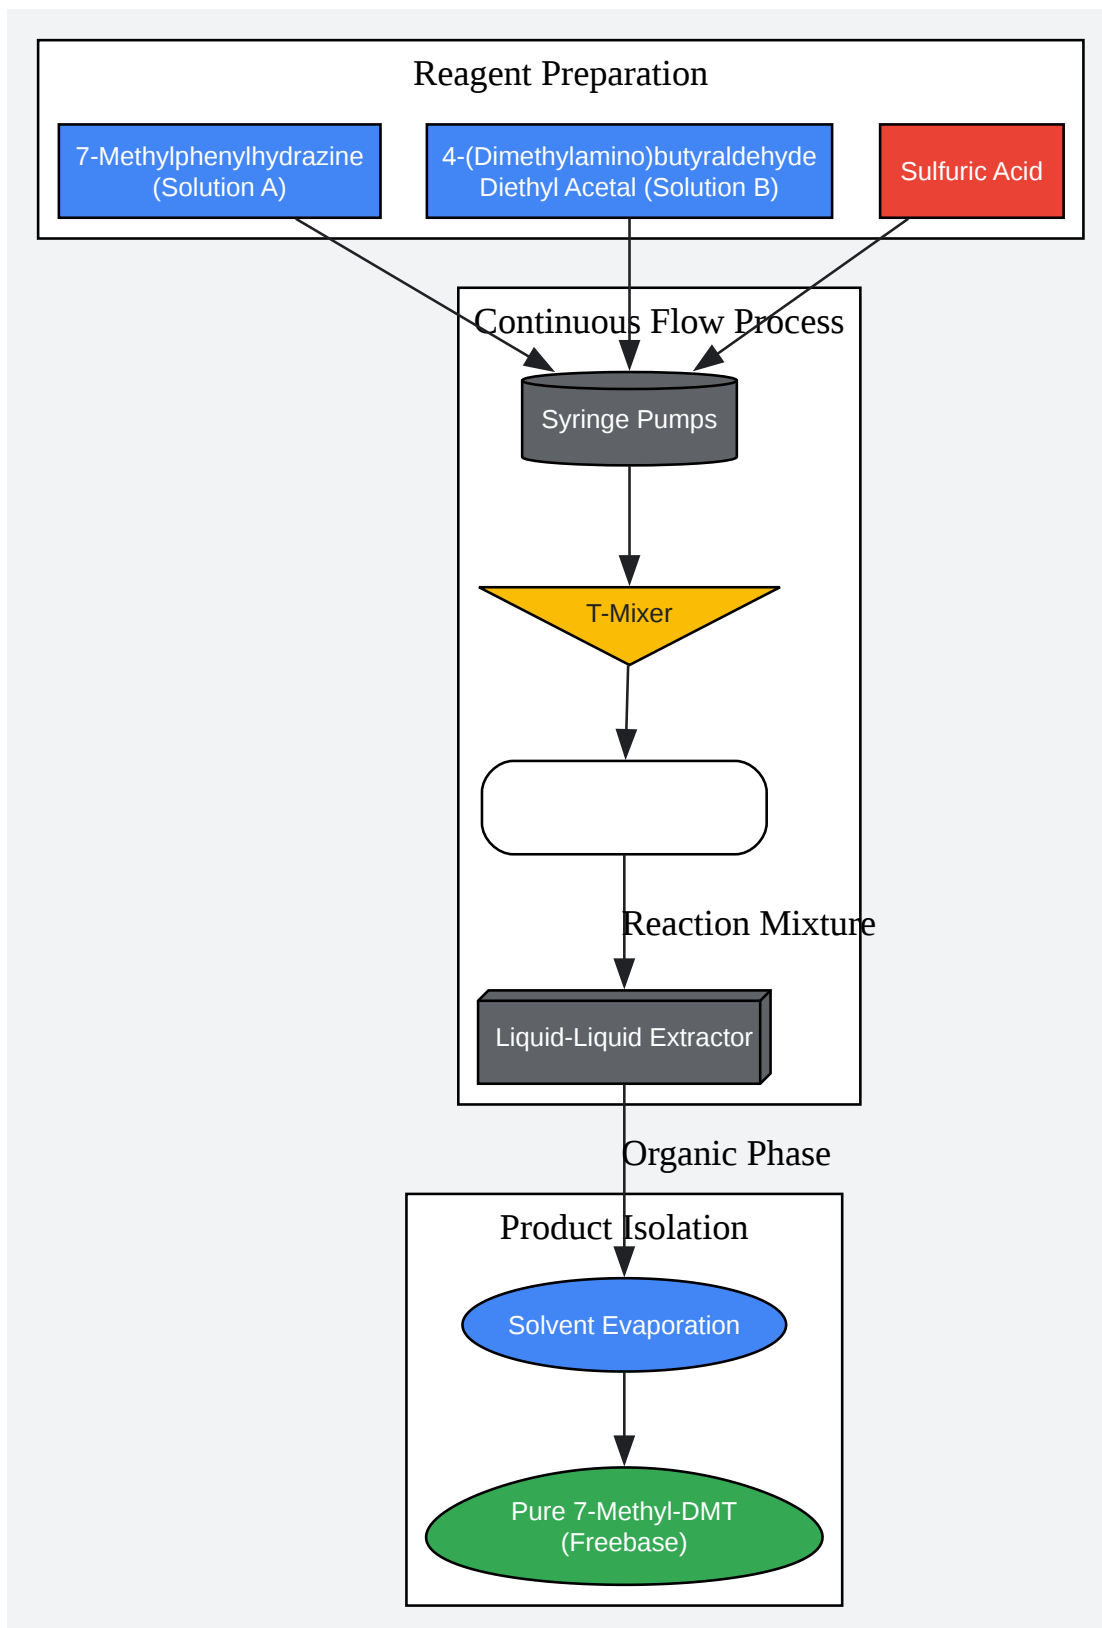 Reagent Preparation
7-Methylphenylhydrazine
(Solution A)
4-(Dimethylamino)butyraldehyde
Diethyl Acetal (Solution B)
Sulfuric Acid
Continuous Flow Process
Syringe Pumps
T-Mixer
Reaction Mixture
Liquid-Liquid Extractor
Organic Phase
Product Isolation
Solvent Evaporation
Pure 7-Methyl-DMT
(Freebase)